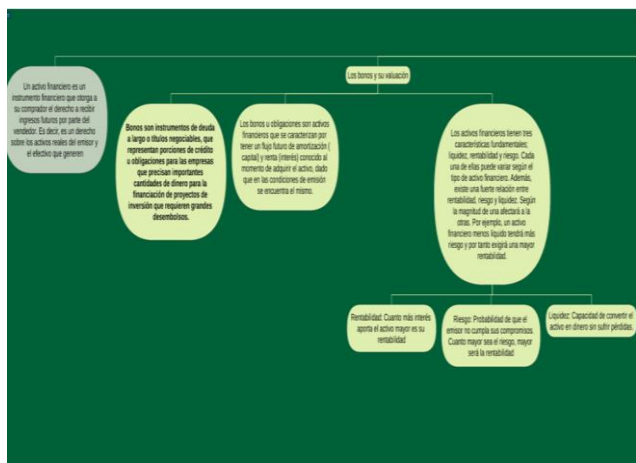 Los bonos y su valuación
Un activo financiero es un
instrumento financiero que otorga a
su comprador el derecho a recibir
ingresos futuros por parte del
vendedor. Es decir, es un derecho
sobre los activos reales del emisor y
el efectivo que generen
Bonos son instrumentos de deuda
a largo o títulos negociables, que
representan porciones de crédito
u obligaciones para las empresas
que precisan importantes
cantidades de dinero para la
financiación de proyectos de
inversión que requieren grandes
desembolsos.
Los bonos u obligaciones son activos
financieros que se caracterizan por
tener un flujo futuro de amortización (
capital) y renta (interés) conocido al
momento de adquirir el activo, dado
que en las condiciones de emisión
se encuentra el mismo.
Los activos financieros tienen tres
características fundamentales:
liquidez, rentabilidad y riesgo. Cada
una de ellas puede variar según el
tipo de activo financiero. Además,
existe una fuerte relación entre
rentabilidad, riesgo y liquidez. Según
la magnitud de una afectará a la
otras. Por ejemplo, un activo
financiero menos líquido tendrá más
riesgo y por tanto exigirá una mayor
rentabilidad.
Rentabilidad: Cuanto más interés
aporta el activo mayor es su
rentabilidad
Riesgo: Probabilidad de que el
emisor no cumpla sus compromisos.
Cuanto mayor sea el riesgo, mayor
será la rentabilidad
Liquidez: Capacidad de convertir el
activo en dinero sin sufrir pérdidas.